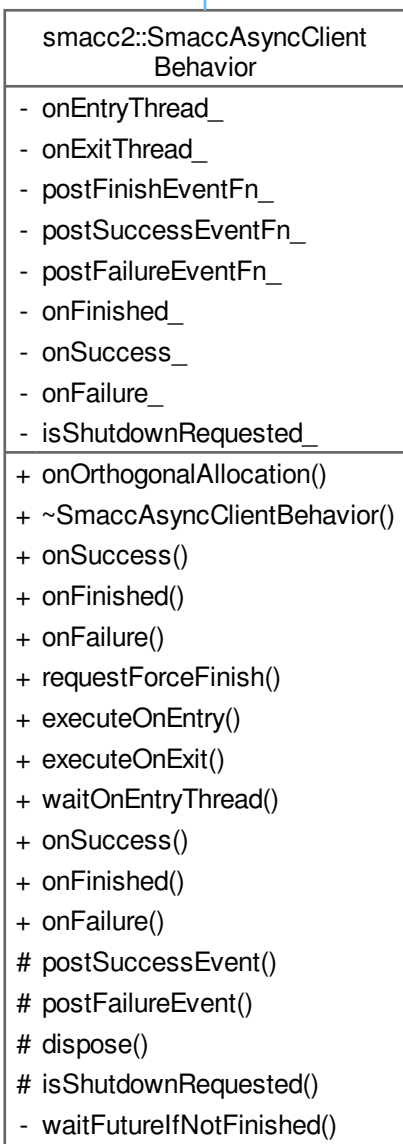 smacc2::SmaccAsyncClient
Behavior
- onEntryThread_
- onExitThread_
- postFinishEventFn_
- postSuccessEventFn_
- postFailureEventFn_
- onFinished_
- onSuccess_
- onFailure_
- isShutdownRequested_
+ onOrthogonalAllocation()
+ ~SmaccAsyncClientBehavior()
+ onSuccess()
+ onFinished()
+ onFailure()
+ requestForceFinish()
+ executeOnEntry()
+ executeOnExit()
+ waitOnEntryThread()
+ onSuccess()
+ onFinished()
+ onFailure()
# postSuccessEvent()
# postFailureEvent()
# dispose()
# isShutdownRequested()
- waitFutureIfNotFinished()